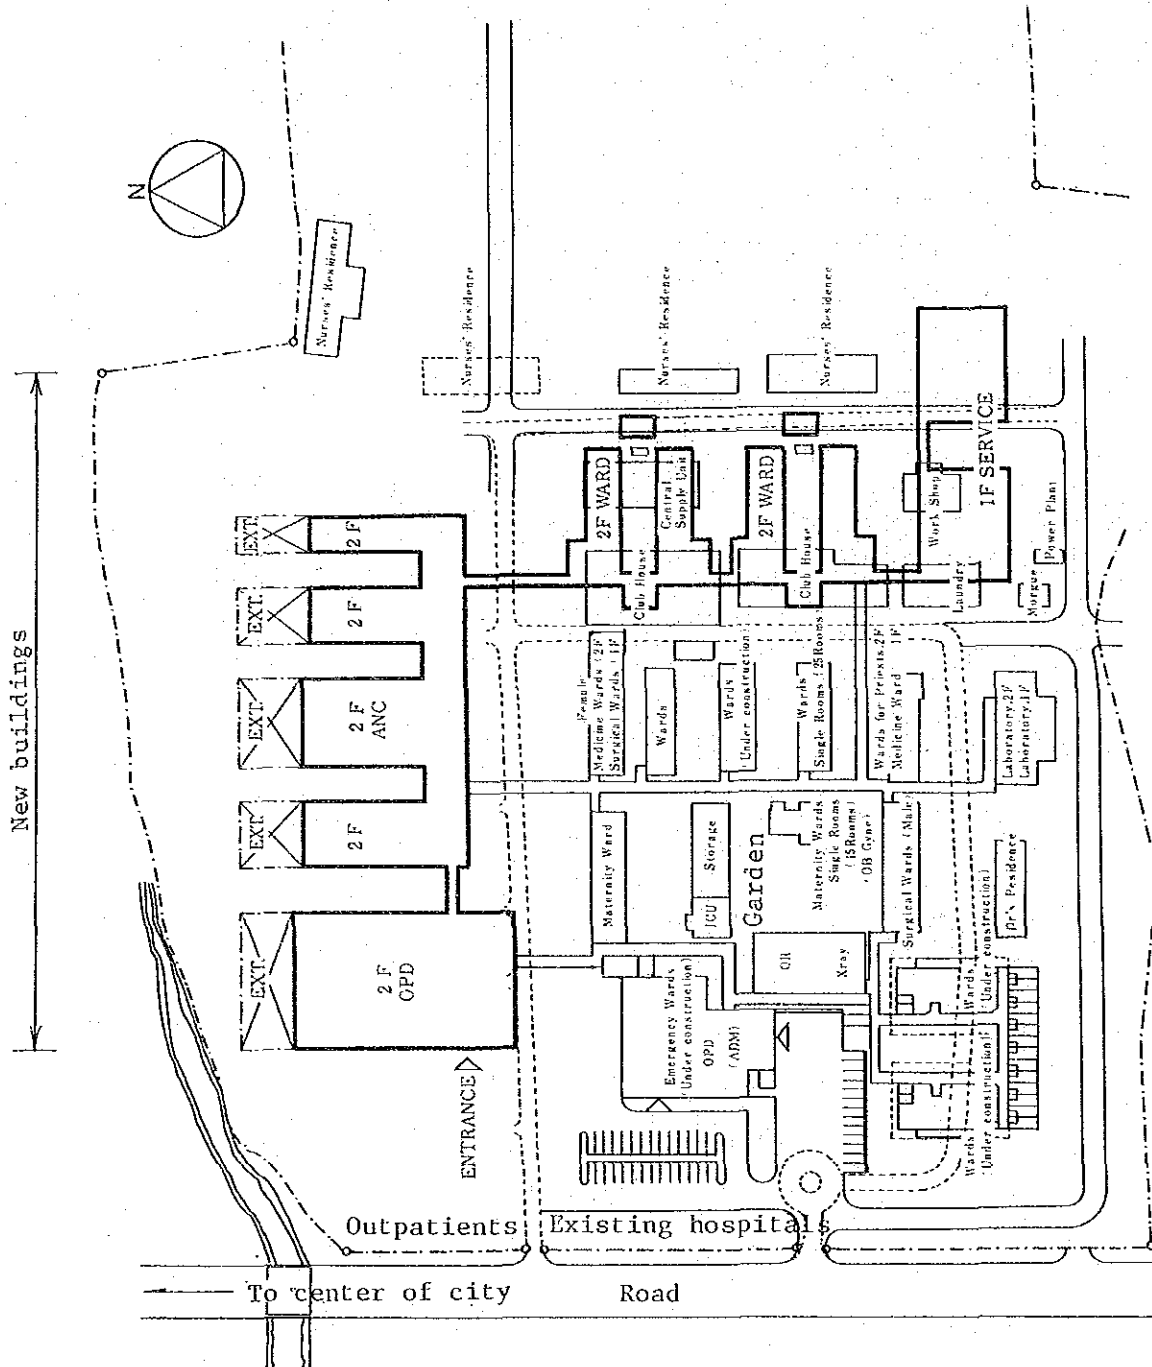 New buildings
N
Nurses' Residence
Nurses' Residence
Nurses' Residence
Nurses' Residence
EXT.
EXT.
EXT.
EXT.
EXT.
2F
2F
2F
ANC
2F
2F
OPD
ENTRANCE
2F WARD
Central
Supply Unit
2F WARD
1F SERVICE
Work Shop
Power Plant
Club House
Club House
Laundry
Morgue
Female
Medicine Wards (2F
Surgical Wards (1F
Wards
Wards
(Under construction)
Wards
Single Rooms (25 Rooms)
Wards for Priests.2F
Medicine Ward 1F
Laboratory.2F
Laboratory.1F
Maternity Ward
ICU
Storage
Garden
Maternity Wards
Single Rooms
(15 Rooms)
(OB Gyne)
Surgical Wards (Male)
Dr's Residence
OR
Xray
Emergency Wards
(Under construction)
OPD
(ADM)
Wards
(Under construction)
Wards
(Under construction)
Outpatients
Existing hospitals
To center of city
Road